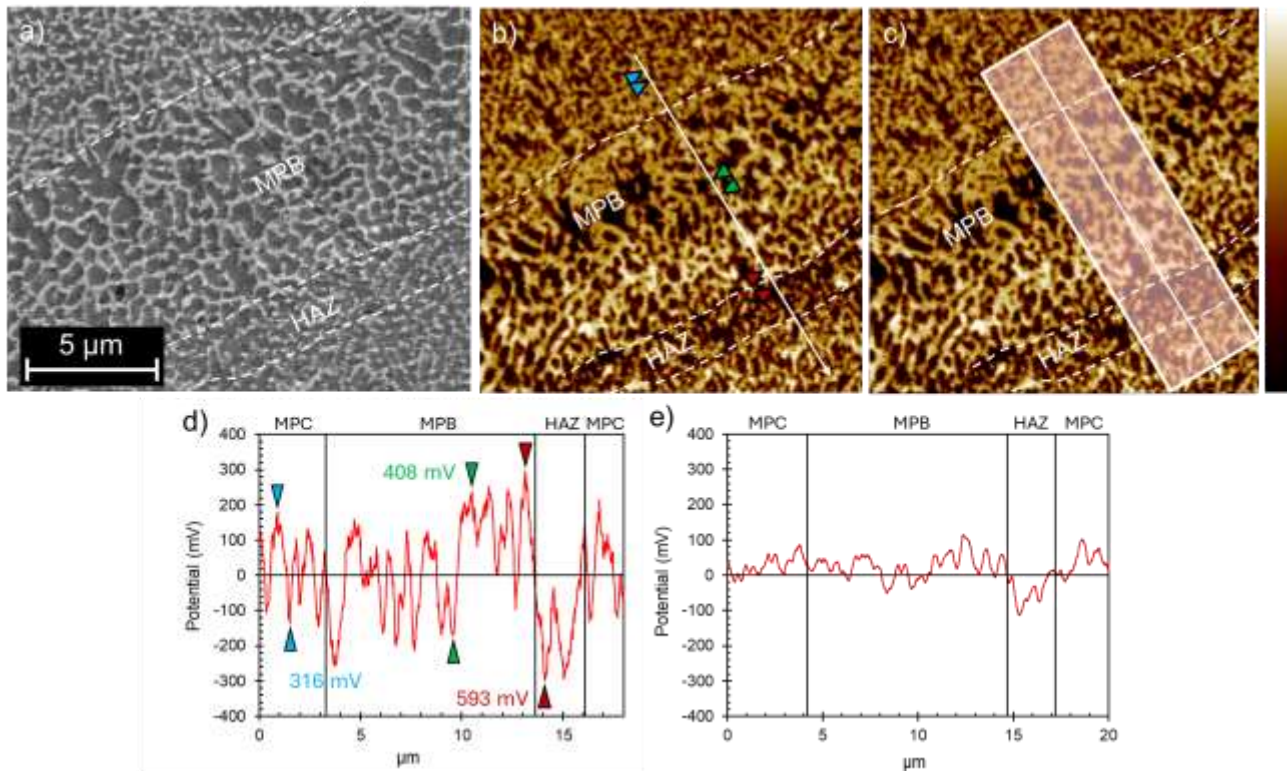 a)
MPB
HAZ
5 µm
b)
MPB
HAZ
c)
MPB
HAZ
d)
MPC MPB HAZ MPC
400
300
200
100
0
-100
-200
-300
-400
Potential (mV)
408 mV
316 mV
593 mV
0 5 10 15
µm
e)
MPC MPB HAZ MPC
400
300
200
100
0
-100
-200
-300
-400
Potential (mV)
0 5 10 15 20
µm